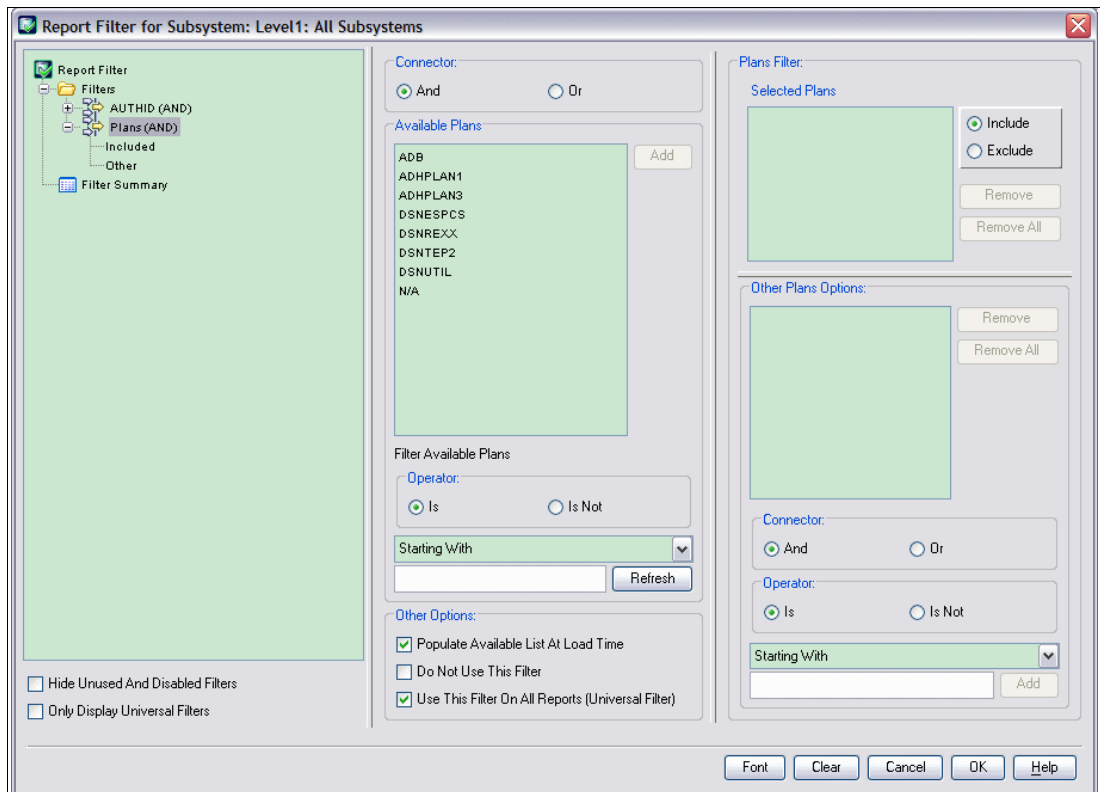 Report Filter for Subsystem: Level1: All Subsystems
Report Filter
Filters
AUTHID (AND)
Plans (AND)
Included
Other
Filter Summary
Hide Unused And Disabled Filters
Only Display Universal Filters
Connector:
And
Or
Available Plans
ADB
ADHPLAN1
ADHPLAN3
DSNESPCS
DSNREXX
DSNTEP2
DSNUTIL
N/A
Add
Filter Available Plans
Operator:
Is
Is Not
Starting With
Refresh
Other Options:
Populate Available List At Load Time
Do Not Use This Filter
Use This Filter On All Reports (Universal Filter)
Plans Filter:
Selected Plans
Include
Exclude
Remove
Remove All
Other Plans Options:
Remove
Remove All
Connector:
And
Or
Operator:
Is
Is Not
Starting With
Add
Font
Clear
Cancel
OK
Help